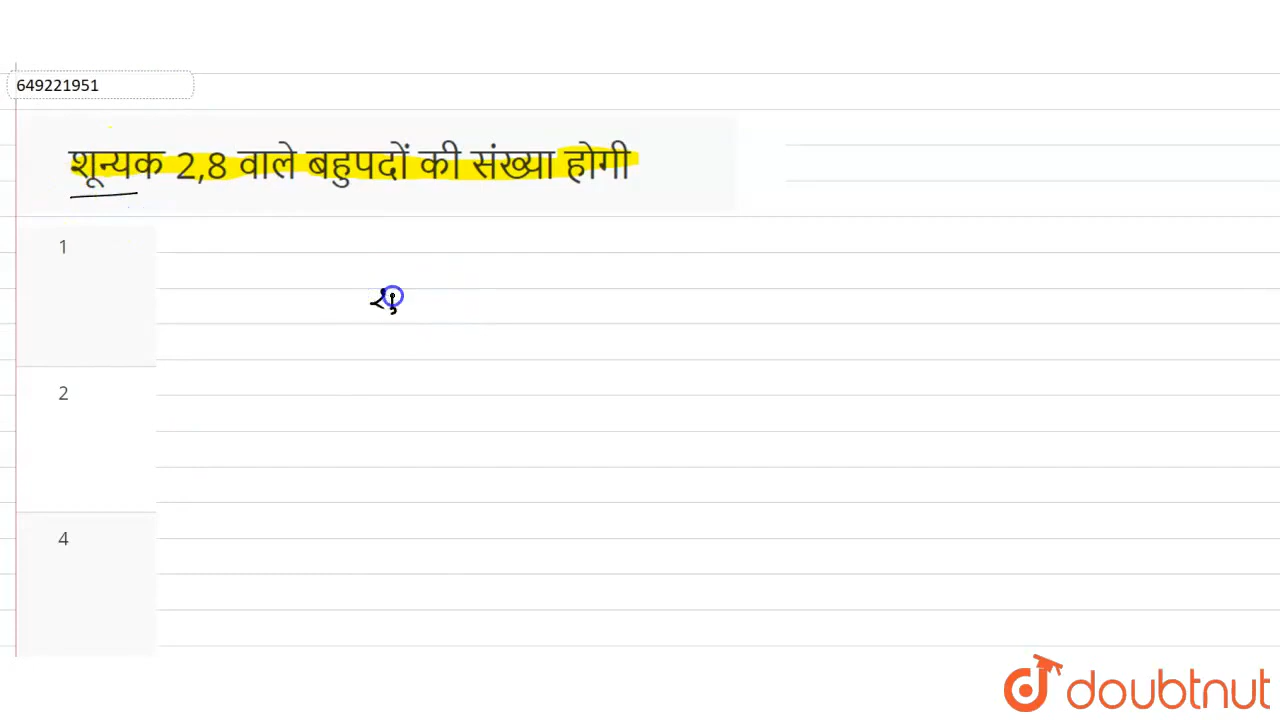 649221951
शून्यक 2,8 वाले बहुपदों की संख्या होगी
1
2
4
doubtnut